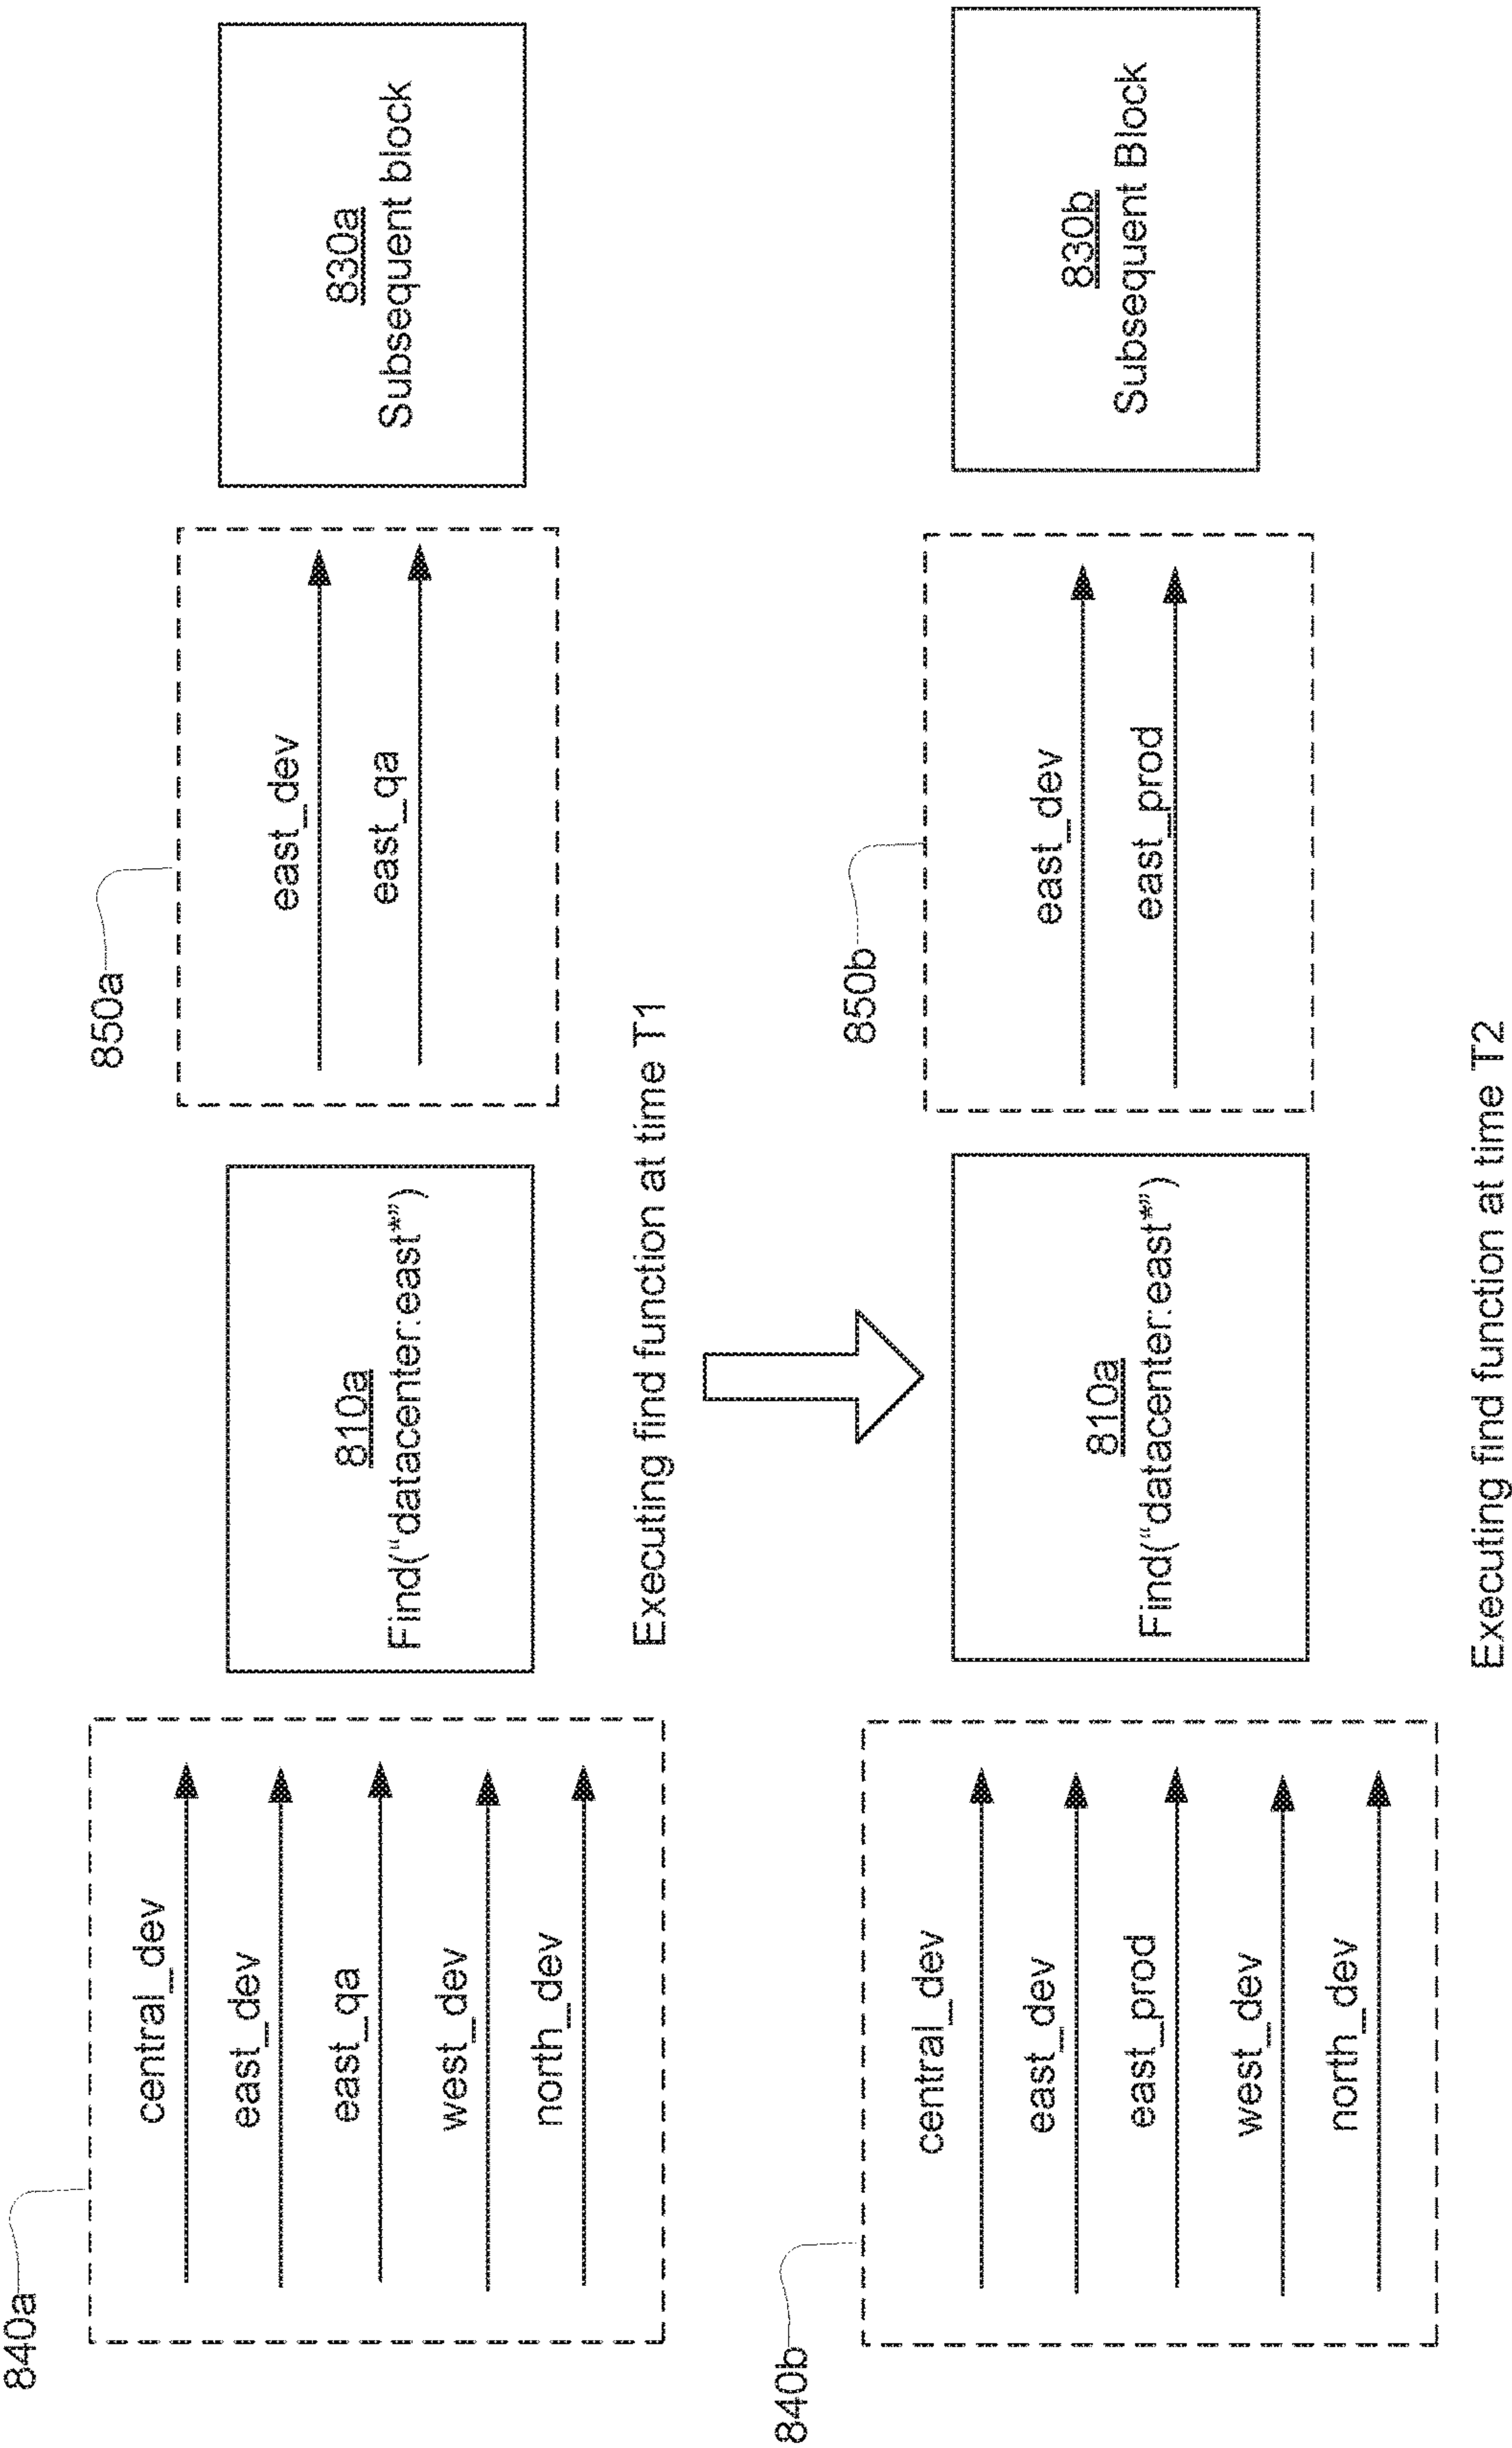 840a
central_dev
east_dev
east_qa
west_dev
north_dev
810a
Find("datacenter:east*")
850a
east_dev
east_qa
830a
Subsequent block
Executing find function at time T1
840b
central_dev
east_dev
east_prod
west_dev
north_dev
810a
Find("datacenter:east*")
850b
east_dev
east_prod
830b
Subsequent Block
Executing find function at time T2